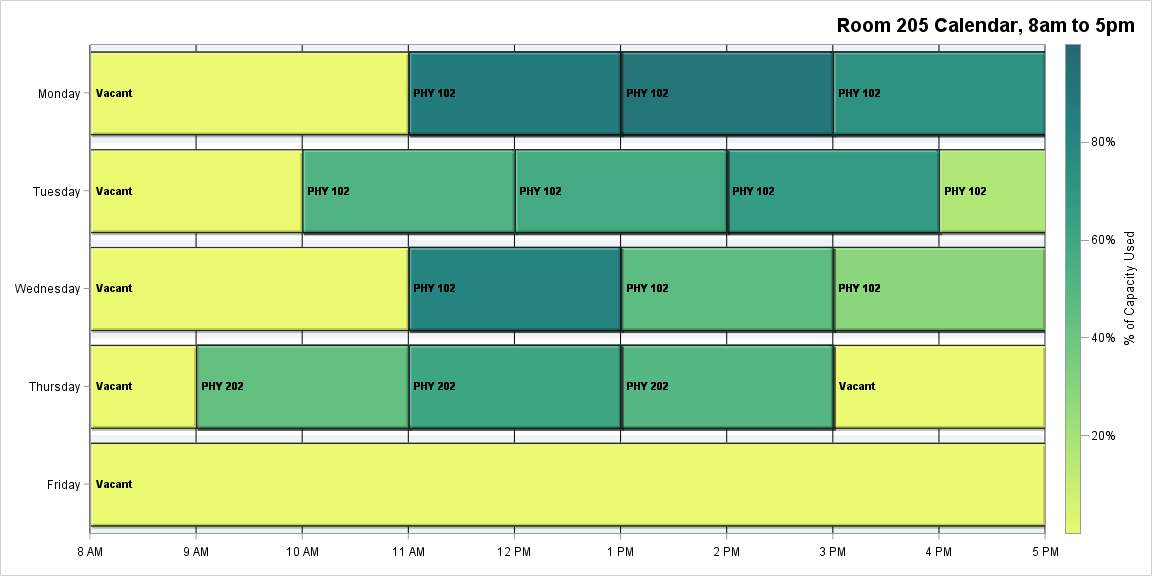 Room 205 Calendar, 8am to 5pm
Monday
Vacant
PHY 102
PHY 102
PHY 102
Tuesday
Vacant
PHY 102
PHY 102
PHY 102
PHY 102
Wednesday
Vacant
PHY 102
PHY 102
PHY 102
Thursday
Vacant
PHY 202
PHY 202
PHY 202
Vacant
Friday
Vacant
8 AM
9 AM
10 AM
11 AM
12 PM
1 PM
2 PM
3 PM
4 PM
5 PM
80%
60%
40%
20%
% of Capacity Used